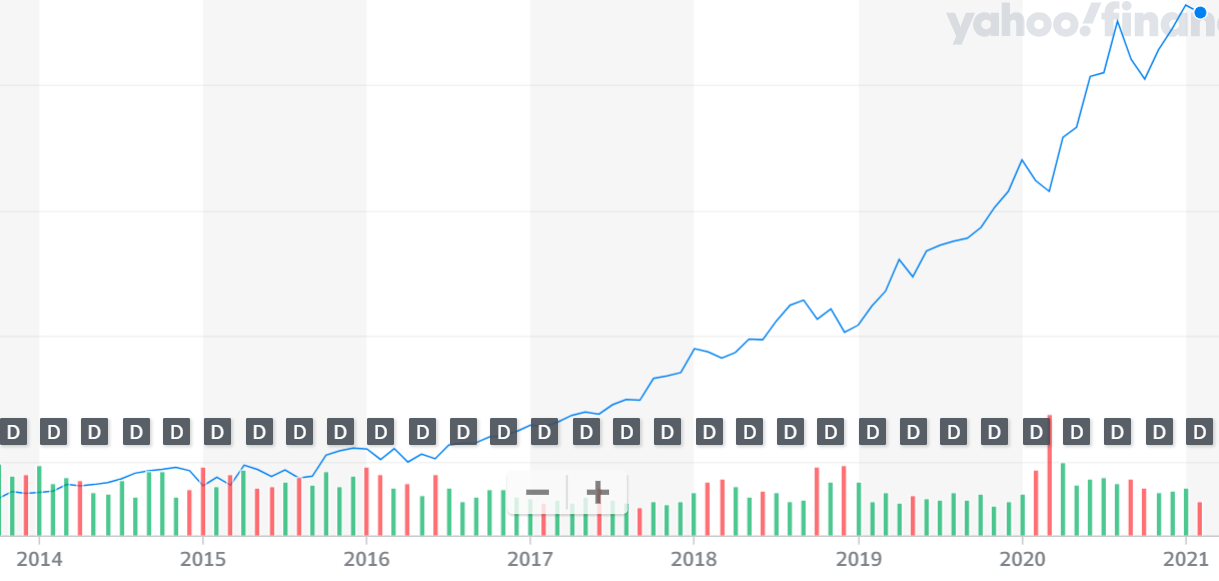 yahoo!finan
D D D D D D D D D D D D D D D D D D D D D D D D D D D D D D
− +
2014 2015 2016 2017 2018 2019 2020 2021